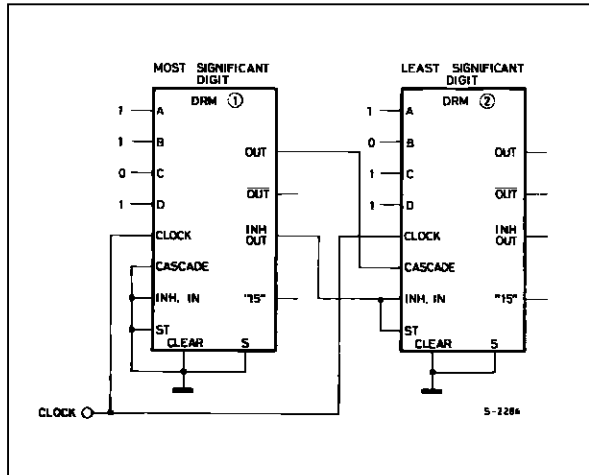 MOST SIGNIFICANT
DIGIT
DRM ①
1 A
1 B
0 C
1 D
CLOCK
CASCADE
INH. IN
ST
CLEAR S
OUT
OUT
INH
OUT
"15"
LEAST SIGNIFICANT
DIGIT
DRM ②
1 A
0 B
1 C
1 D
CLOCK
CASCADE
INH. IN
ST
CLEAR S
OUT
OUT
INH
OUT
"15"
CLOCK
S-2286